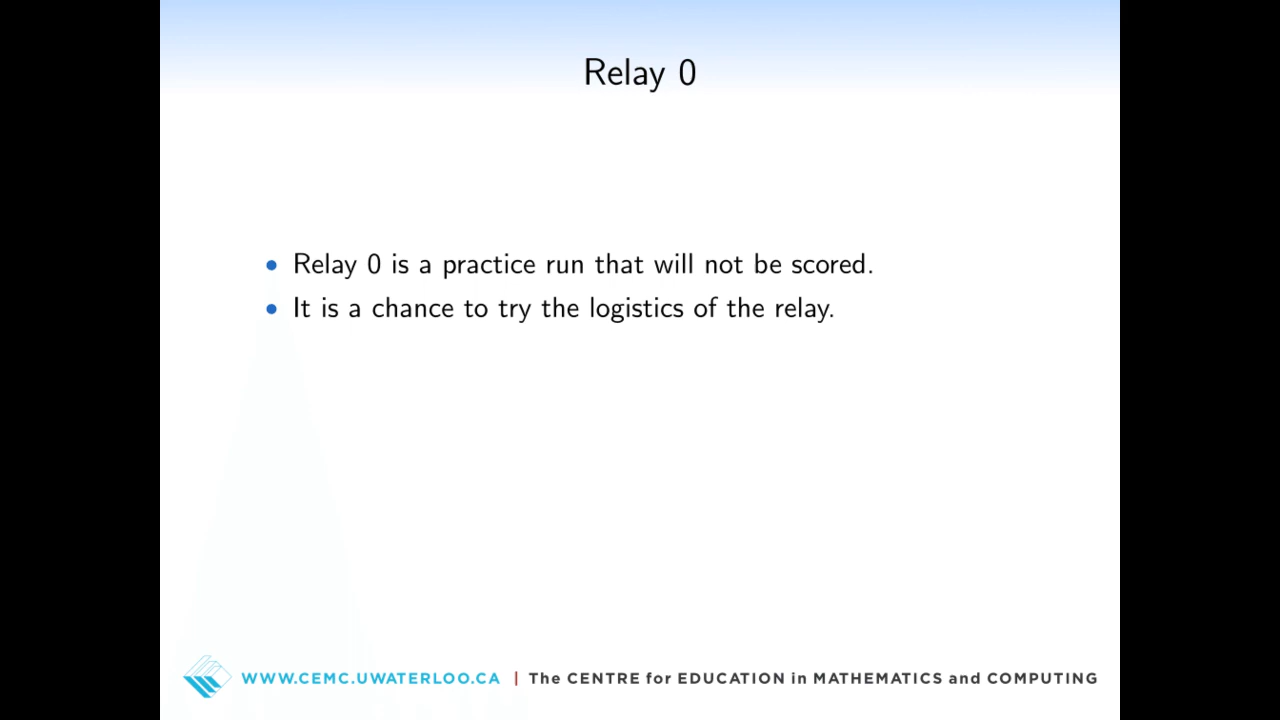 Relay 0
• Relay 0 is a practice run that will not be scored.
• It is a chance to try the logistics of the relay.
WWW.CEMC.UWATERLOO.CA | The CENTRE for EDUCATION in MATHEMATICS and COMPUTING